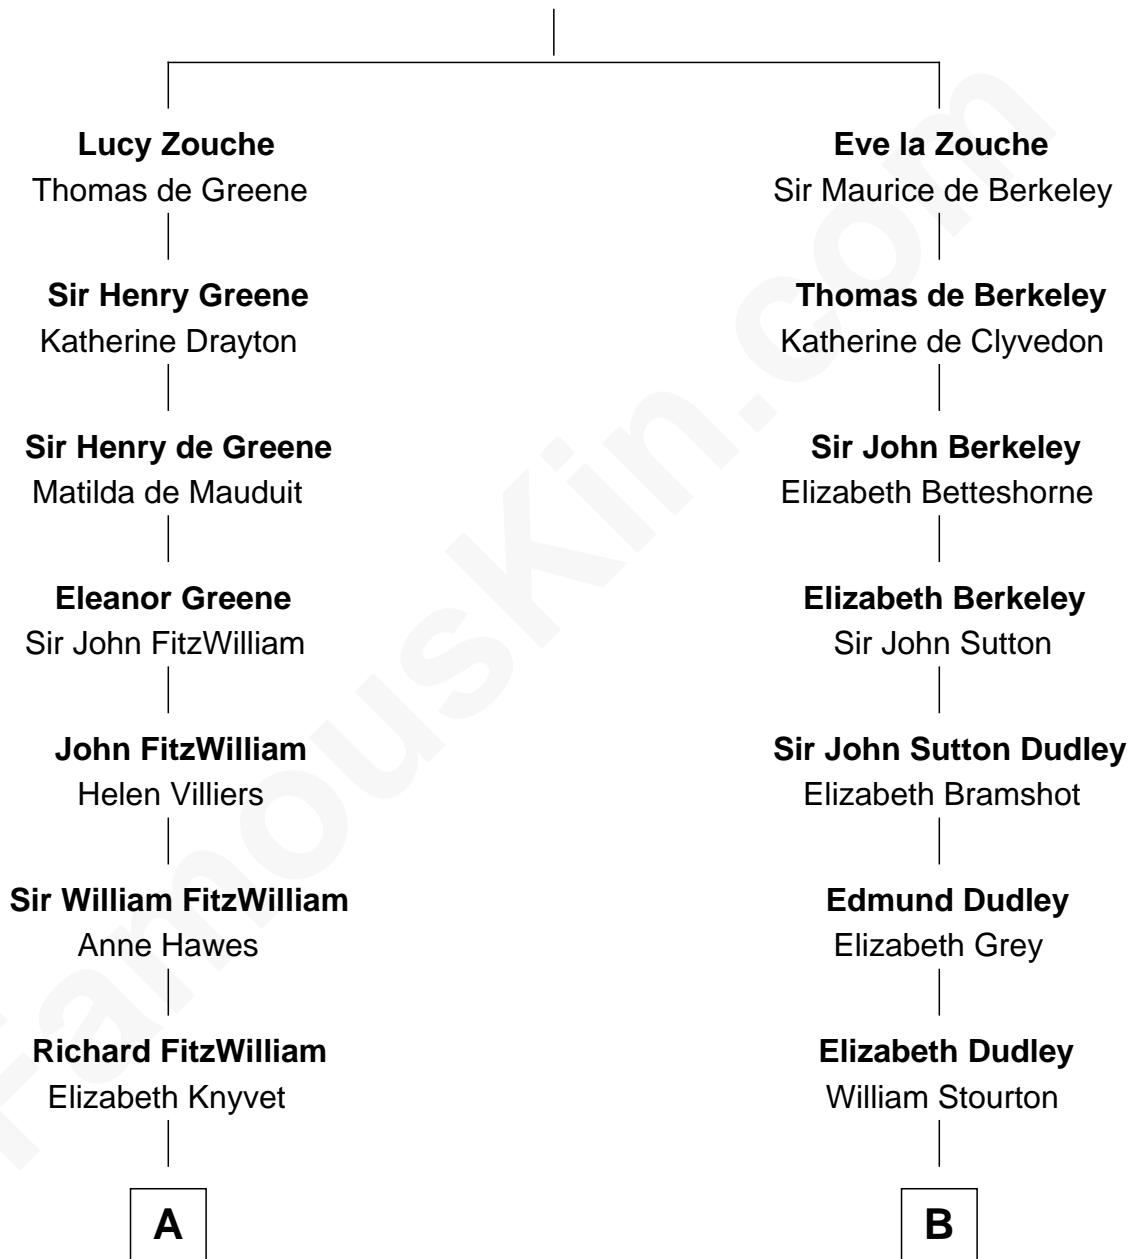 Lucy Zouche
Thomas de Greene
Sir Henry Greene
Katherine Drayton
Sir Henry de Greene
Matilda de Mauduit
Eleanor Greene
Sir John FitzWilliam
John FitzWilliam
Helen Villiers
Sir William FitzWilliam
Anne Hawes
Richard FitzWilliam
Elizabeth Knyvet
A
Eve la Zouche
Sir Maurice de Berkeley
Thomas de Berkeley
Katherine de Clyvedon
Sir John Berkeley
Elizabeth Betteshorne
Elizabeth Berkeley
Sir John Sutton
Sir John Sutton Dudley
Elizabeth Bramshot
Edmund Dudley
Elizabeth Grey
Elizabeth Dudley
William Stourton
B
FamousKin.com